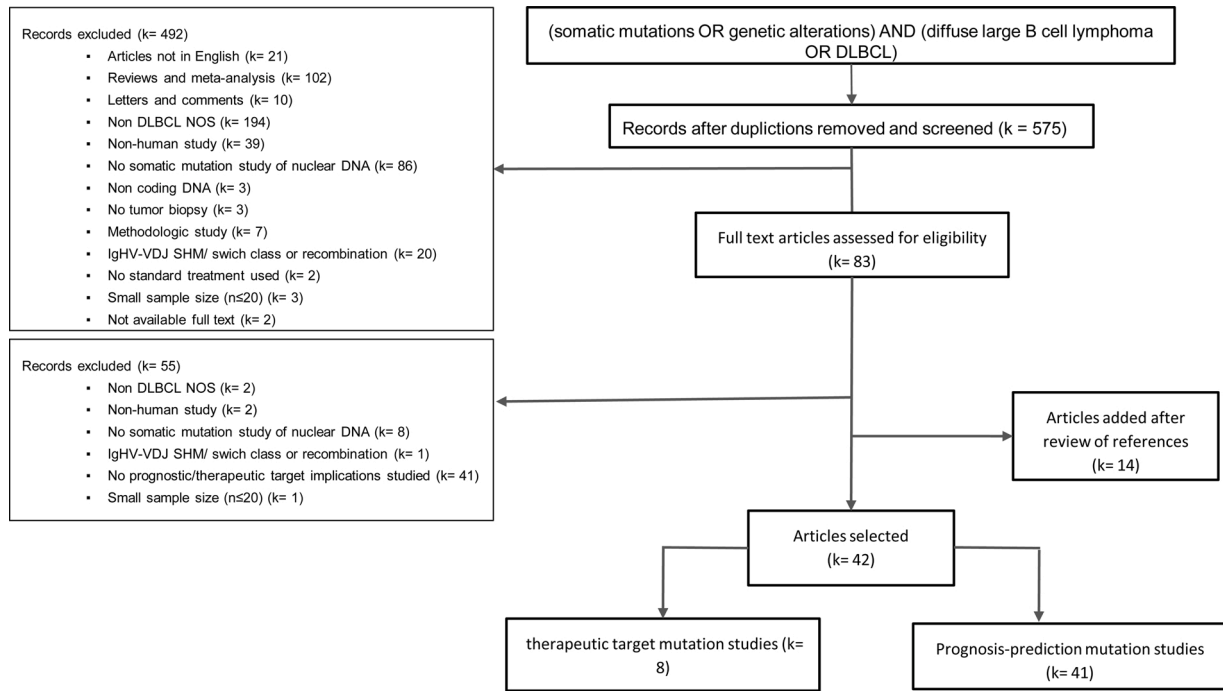 Records excluded (k= 492)
▪ Articles not in English (k= 21)
▪ Reviews and meta-analysis (k= 102)
▪ Letters and comments (k= 10)
▪ Non DLBCL NOS (k= 194)
▪ Non-human study (k= 39)
▪ No somatic mutation study of nuclear DNA (k= 86)
▪ Non coding DNA (k= 3)
▪ No tumor biopsy (k= 3)
▪ Methodologic study (k= 7)
▪ IgHV-VDJ SHM/ swich class or recombination (k= 20)
▪ No standard treatment used (k= 2)
▪ Small sample size (n≤20) (k= 3)
▪ Not available full text (k= 2)
(somatic mutations OR genetic alterations) AND (diffuse large B cell lymphoma
OR DLBCL)
Records after duplictions removed and screened (k = 575)
Full text articles assessed for eligibility
(k= 83)
Records excluded (k= 55)
▪ Non DLBCL NOS (k= 2)
▪ Non-human study (k= 2)
▪ No somatic mutation study of nuclear DNA (k= 8)
▪ IgHV-VDJ SHM/ swich class or recombination (k= 1)
▪ No prognostic/therapeutic target implications studied (k= 41)
▪ Small sample size (n≤20) (k= 1)
Articles added after
review of references
(k= 14)
Articles selected
(k= 42)
therapeutic target mutation studies (k=
8)
Prognosis-prediction mutation studies
(k= 41)